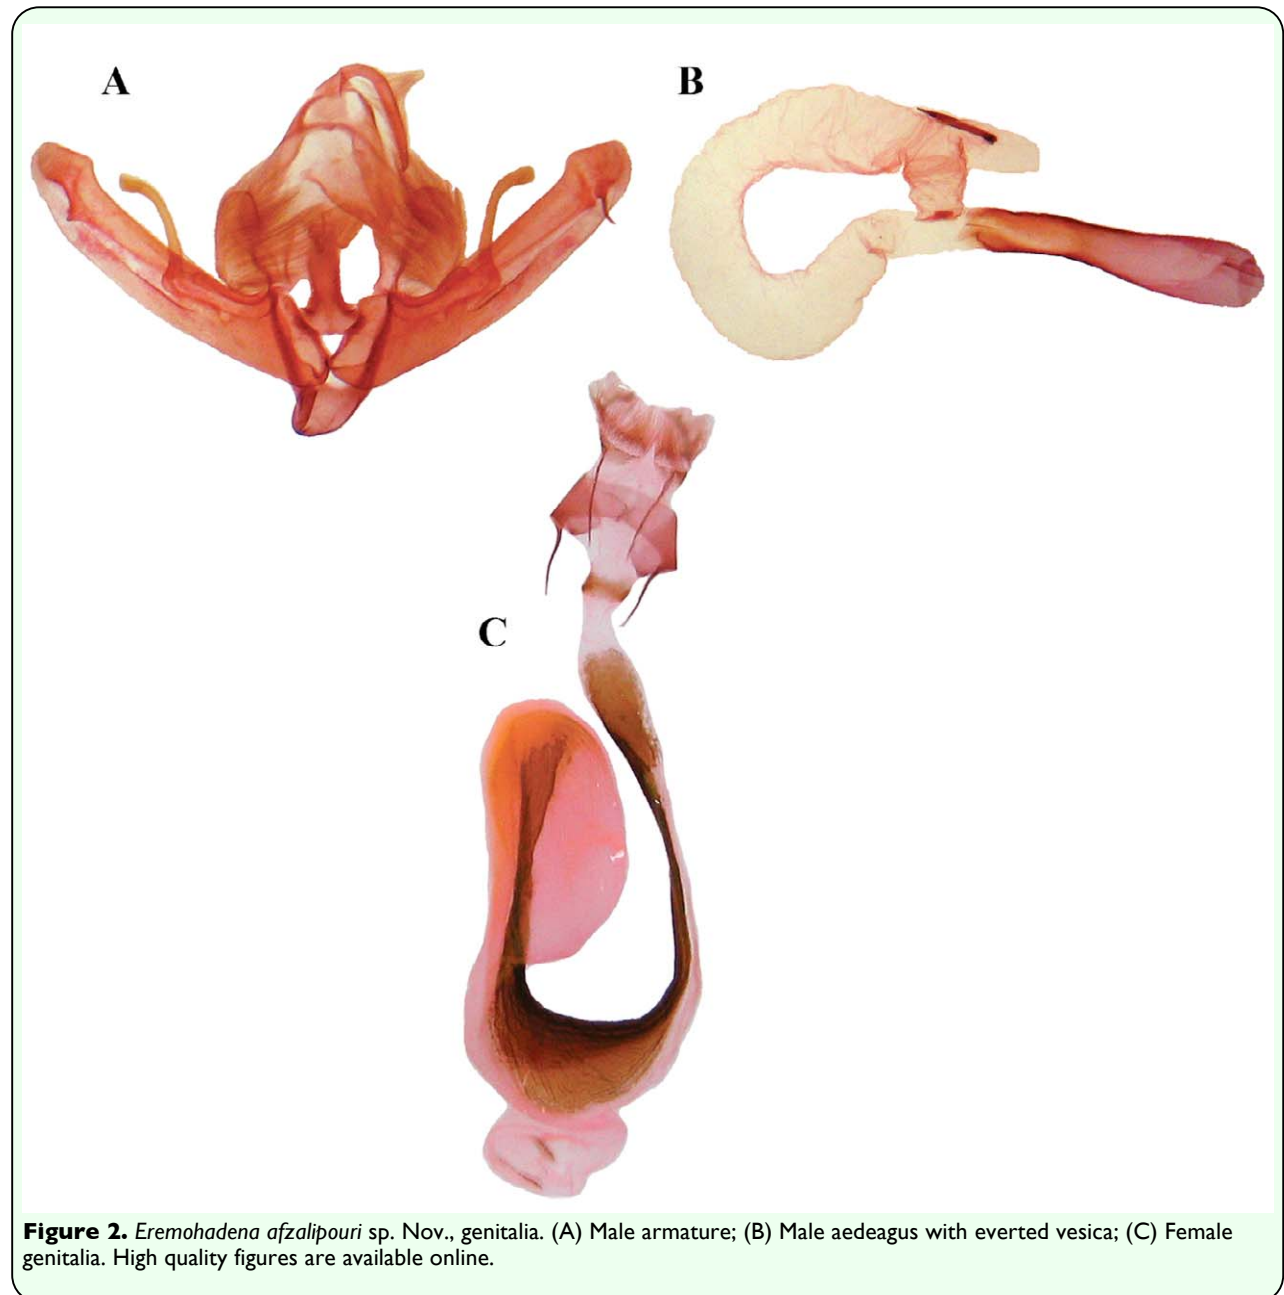 A
B
C
Figure 2. Eremohadena afzalipouri sp. Nov., genitalia. (A) Male armature; (B) Male aedeagus with everted vesica; (C) Female
genitalia. High quality figures are available online.